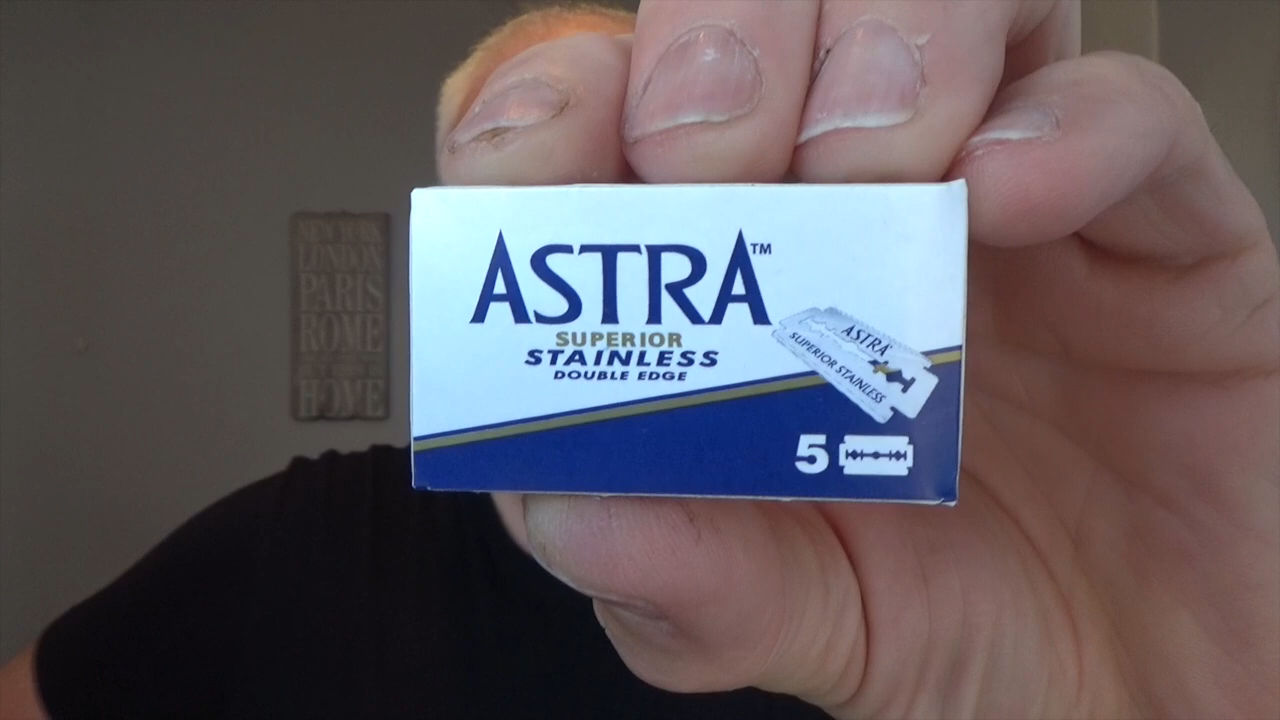 NEW YORK
LONDON
PARIS
ROME
HOME
ASTRA™
SUPERIOR
STAINLESS
DOUBLE EDGE
ASTRA
SUPERIOR STAINLESS
5